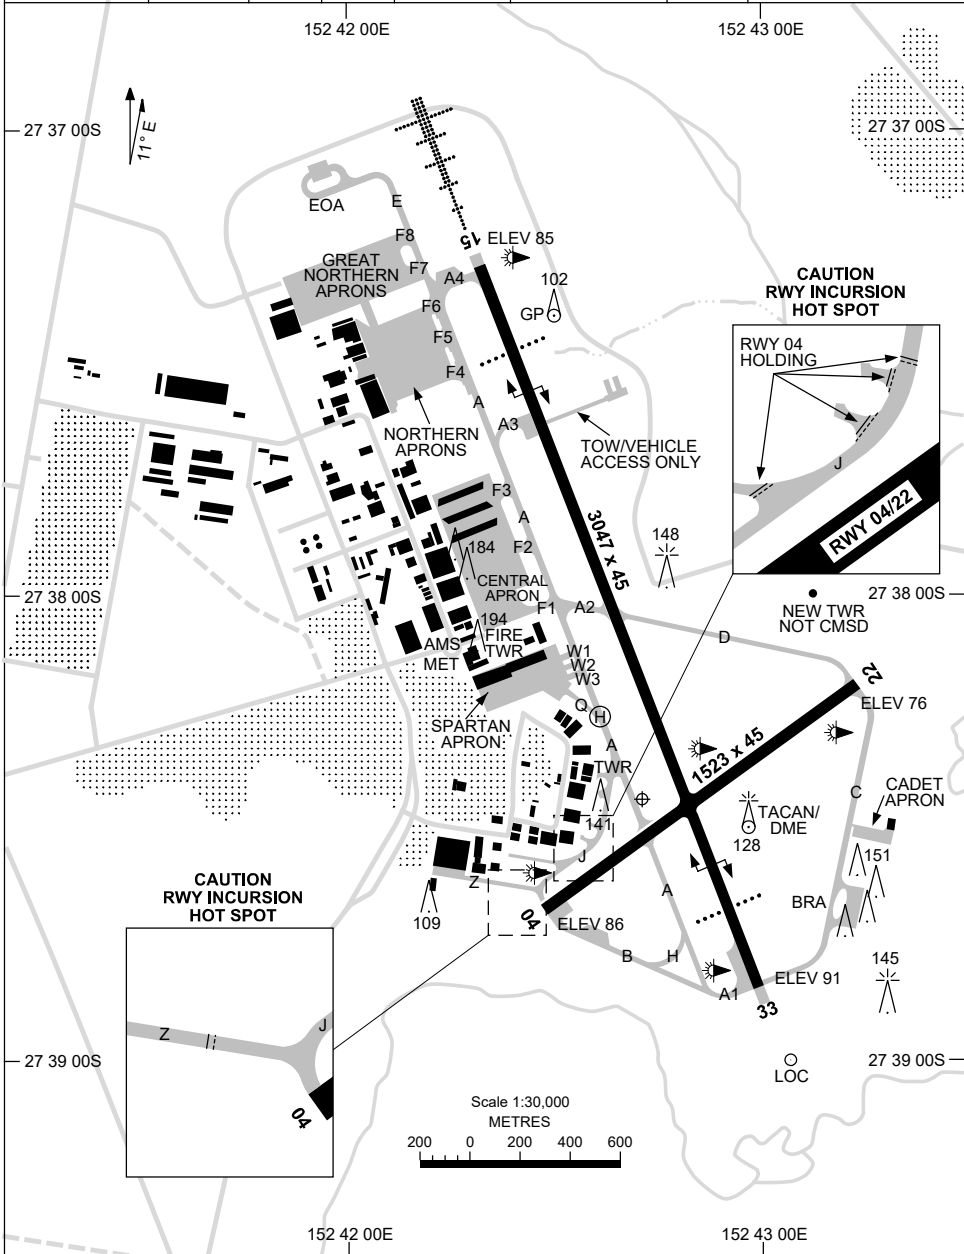 152 42 00E
152 43 00E
27 37 00S
27 37 00S
11° E
EOA
E
F8
15
ELEV 85
GREAT
NORTHERN
APRONS
F7
A4
102
GP
F6
F5
F4
A
A3
NORTHERN
APRONS
TOW/VEHICLE
ACCESS ONLY
CAUTION
RWY INCURSION
HOT SPOT
RWY 04
HOLDING
J
RWY 04/22
F3
A
F2
3047 x 45
148
184
CENTRAL
APRON
27 38 00S
27 38 00S
NEW TWR
NOT CMSD
F1
A2
194
FIRE
TWR
AMS
MET
D
W1
W2
W3
22
ELEV 76
Q
H
SPARTAN
APRON
A
1523 x 45
TWR
141
C
CADET
APRON
TACAN/
DME
128
J
151
Z
A
BRA
CAUTION
RWY INCURSION
HOT SPOT
109
04
ELEV 86
B
H
145
ELEV 91
A1
33
Z
J
04
27 39 00S
27 39 00S
LOC
Scale 1:30,000
METRES
200 0 200 400 600
152 42 00E
152 43 00E